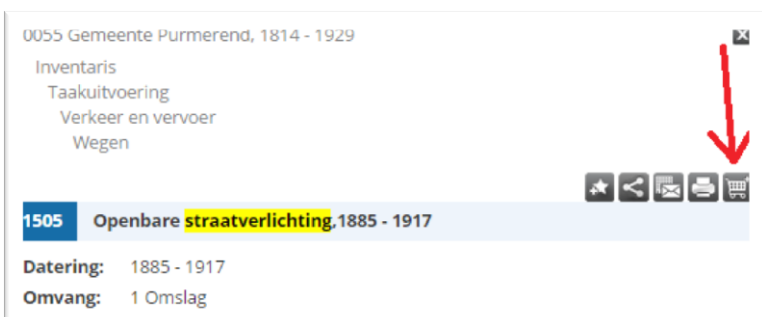 0055 Gemeente Purmerend, 1814 - 1929
Inventaris
Taakuitvoering
Verkeer en vervoer
Wegen
1505 Openbare straatverlichting,1885 - 1917
Datering: 1885 - 1917
Omvang: 1 Omslag